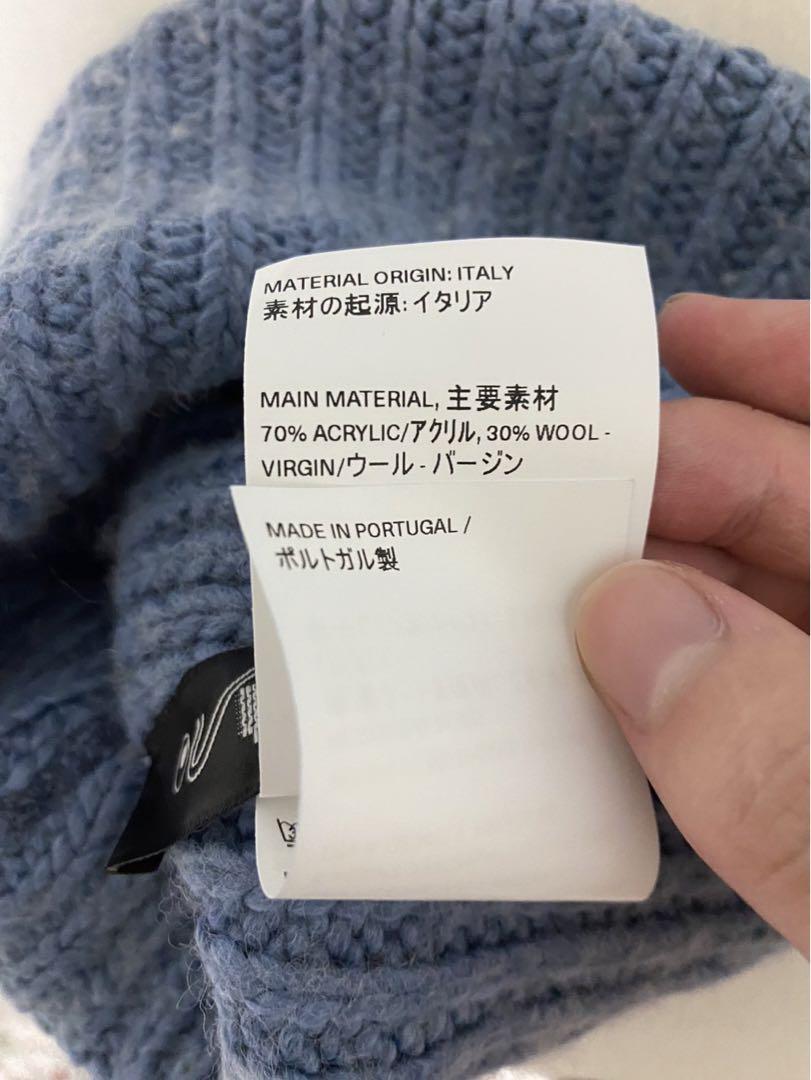 MATERIAL ORIGIN: ITALY
素材の起源: イタリア
MAIN MATERIAL, 主要素材
70% ACRYLIC/アクリル, 30% WOOL -
VIRGIN/ウール - バージン
MADE IN PORTUGAL /
ポルトガル製